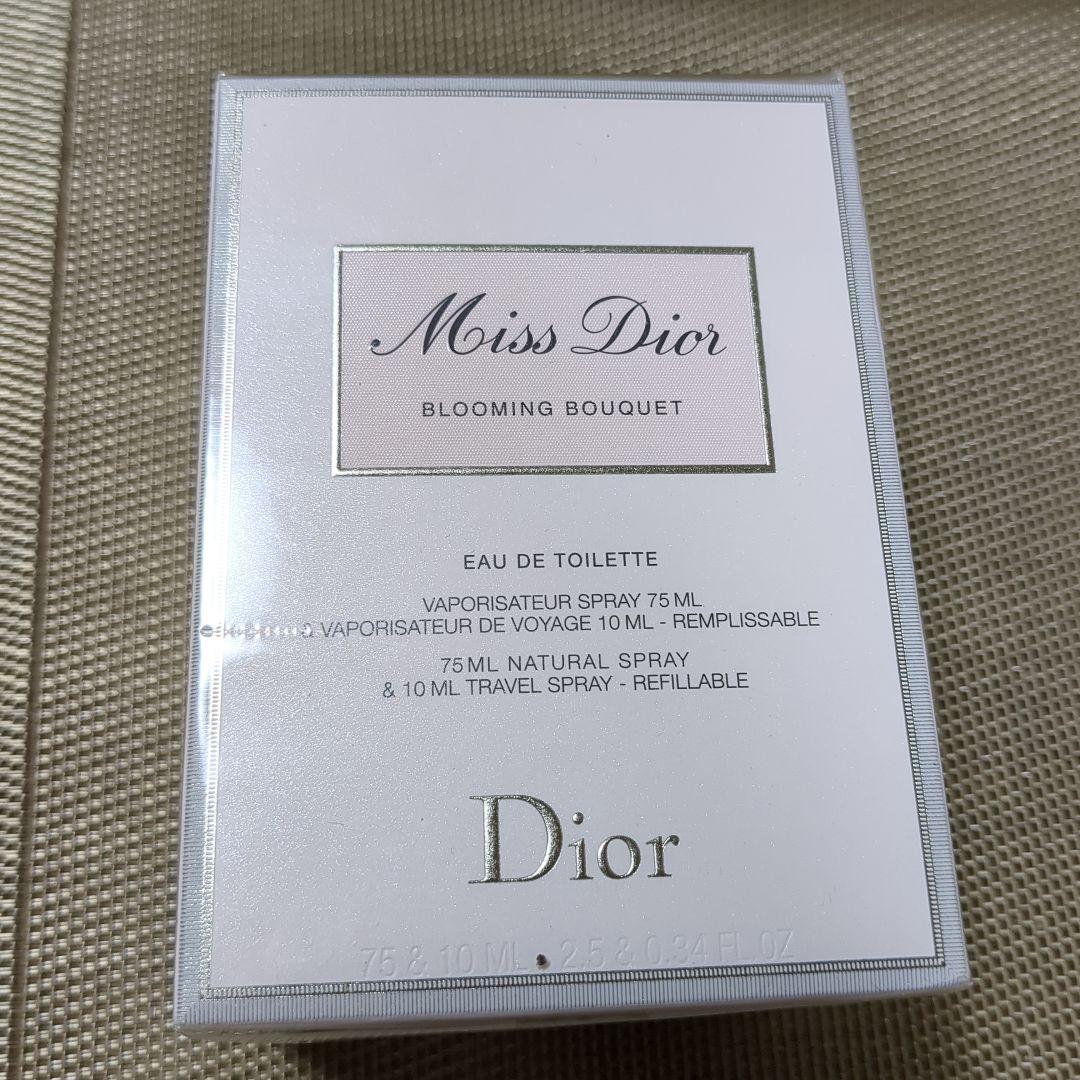 Miss Dior
BLOOMING BOUQUET
EAU DE TOILETTE
VAPORISATEUR SPRAY 75 ML
VAPORISATEUR DE VOYAGE 10 ML - REMPLISSABLE
75 ML NATURAL SPRAY
& 10 ML TRAVEL SPRAY - REFILLABLE
Dior
75 & 10 ML • 2.5 & 0.34 FL.OZ